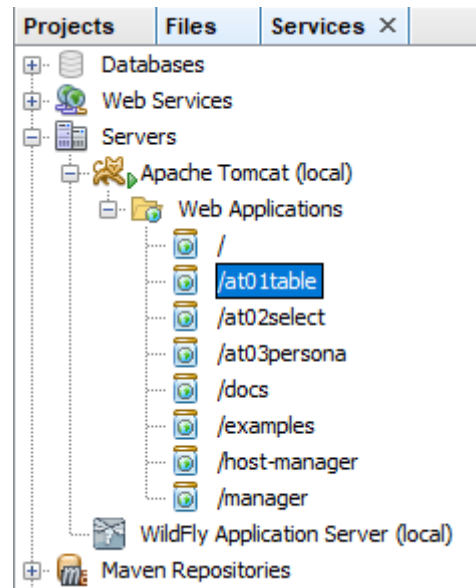 Projects Files Services
Databases
Web Services
Servers
Apache Tomcat (local)
Web Applications
/
/at01table
/at02select
/at03persona
/docs
/examples
/host-manager
/manager
WildFly Application Server (local)
Maven Repositories